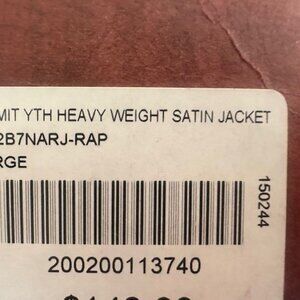 MIT YTH HEAVY WEIGHT SATIN JACKET
2B7NARJ-RAP
RGE
150244
200200113740